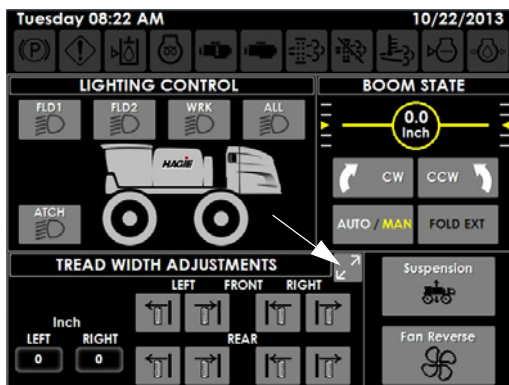 Tuesday 08:22 AM 10/22/2013
(P)
LIGHTING CONTROL
FLD1 FLD2 WRK ALL
HAGIE
ATCH
BOOM STATE
0.0
Inch
CW CCW
AUTO / MAN FOLD EXT
TREAD WIDTH ADJUSTMENTS
LEFT FRONT RIGHT
Inch
LEFT RIGHT
0 0
REAR
Suspension
Fan Reverse